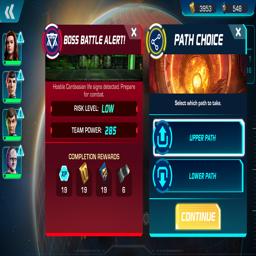 3953
548
BOSS BATTLE ALERT!
Hostile Cardassian life signs detected. Prepare
for combat.
RISK LEVEL: LOW
TEAM POWER: 285
COMPLETION REWARDS
19 19 19 6
PATH CHOICE
Select which path to take.
UPPER PATH
LOWER PATH
CONTINUE